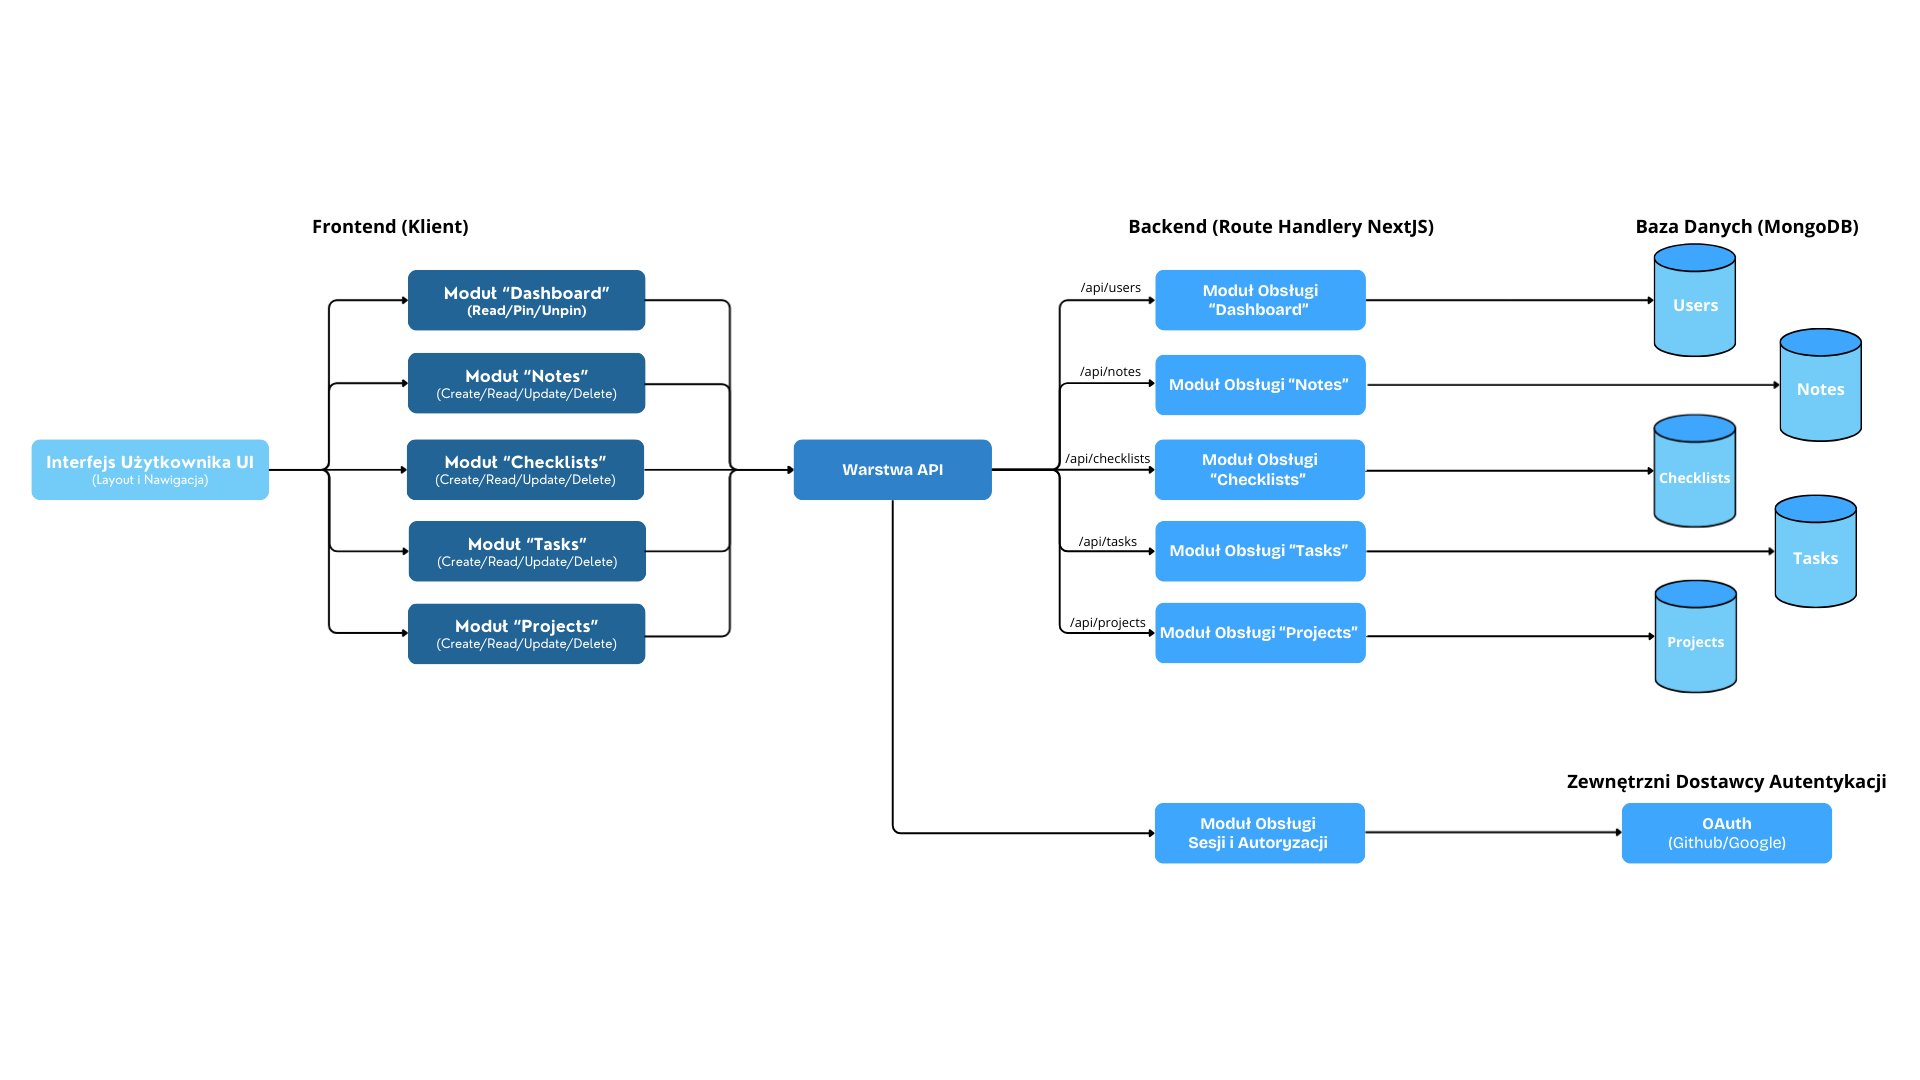 Frontend (Klient)
Backend (Route Handlery NextJS)
Baza Danych (MongoDB)
Interfejs Użytkownika UI
(Layout i Nawigacja)
Moduł “Dashboard”
(Read/Pin/Unpin)
Moduł “Notes”
(Create/Read/Update/Delete)
Moduł “Checklists”
(Create/Read/Update/Delete)
Moduł “Tasks”
(Create/Read/Update/Delete)
Moduł “Projects”
(Create/Read/Update/Delete)
Warstwa API
/api/users
Moduł Obsługi
“Dashboard”
Users
/api/notes
Moduł Obsługi “Notes”
Notes
/api/checklists
Moduł Obsługi
“Checklists”
Checklists
/api/tasks
Moduł Obsługi “Tasks”
Tasks
/api/projects
Moduł Obsługi “Projects”
Projects
Zewnętrzni Dostawcy Autentykacji
Moduł Obsługi
Sesji i Autoryzacji
OAuth
(Github/Google)